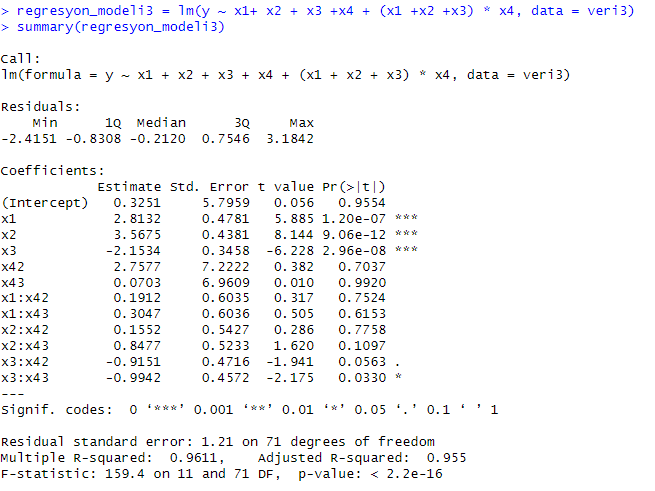 > regresyon_modeli3 = lm(y ~ x1+ x2 + x3 +x4 + (x1 +x2 +x3) * x4, data = veri3)
> summary(regresyon_modeli3)
Call:
lm(formula = y ~ x1 + x2 + x3 + x4 + (x1 + x2 + x3) * x4, data = veri3)
Residuals:
    Min      1Q  Median      3Q     Max
-2.4151 -0.8308 -0.2120  0.7546  3.1842
Coefficients:
            Estimate Std. Error t value Pr(>|t|)
(Intercept)   0.3251     5.7959   0.056   0.9554
x1            2.8132     0.4781   5.885 1.20e-07 ***
x2            3.5675     0.4381   8.144 9.06e-12 ***
x3           -2.1534     0.3458  -6.228 2.96e-08 ***
x42           2.7577     7.2222   0.382   0.7037
x43           0.0703     6.9609   0.010   0.9920
x1:x42        0.1912     0.6035   0.317   0.7524
x1:x43        0.3047     0.6036   0.505   0.6153
x2:x42        0.1552     0.5427   0.286   0.7758
x2:x43        0.8477     0.5233   1.620   0.1097
x3:x42       -0.9151     0.4716  -1.941   0.0563 .
x3:x43       -0.9942     0.4572  -2.175   0.0330 *
---
Signif. codes:  0 ‘***’ 0.001 ‘**’ 0.01 ‘*’ 0.05 ‘.’ 0.1 ‘ ’ 1
Residual standard error: 1.21 on 71 degrees of freedom
Multiple R-squared:  0.9611,    Adjusted R-squared:  0.955
F-statistic: 159.4 on 11 and 71 DF,  p-value: < 2.2e-16